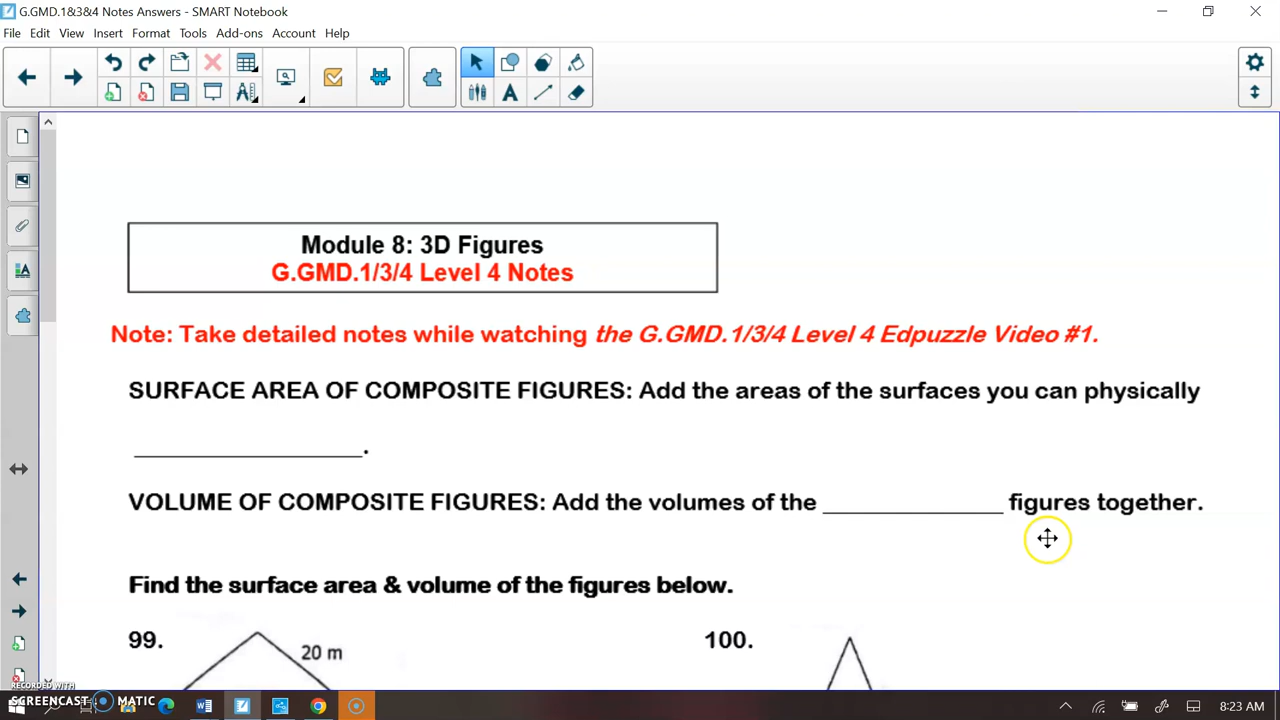 G.GMD.1&3&4 Notes Answers - SMART Notebook
File Edit View Insert Format Tools Add-ons Account Help
Module 8: 3D Figures
G.GMD.1/3/4 Level 4 Notes
Note: Take detailed notes while watching the G.GMD.1/3/4 Level 4 Edpuzzle Video #1.
SURFACE AREA OF COMPOSITE FIGURES: Add the areas of the surfaces you can physically
__________________.
VOLUME OF COMPOSITE FIGURES: Add the volumes of the ______________ figures together.
Find the surface area & volume of the figures below.
99. 20 m 100.
RECORDED WITH
SCREENCAST MATIC
8:23 AM